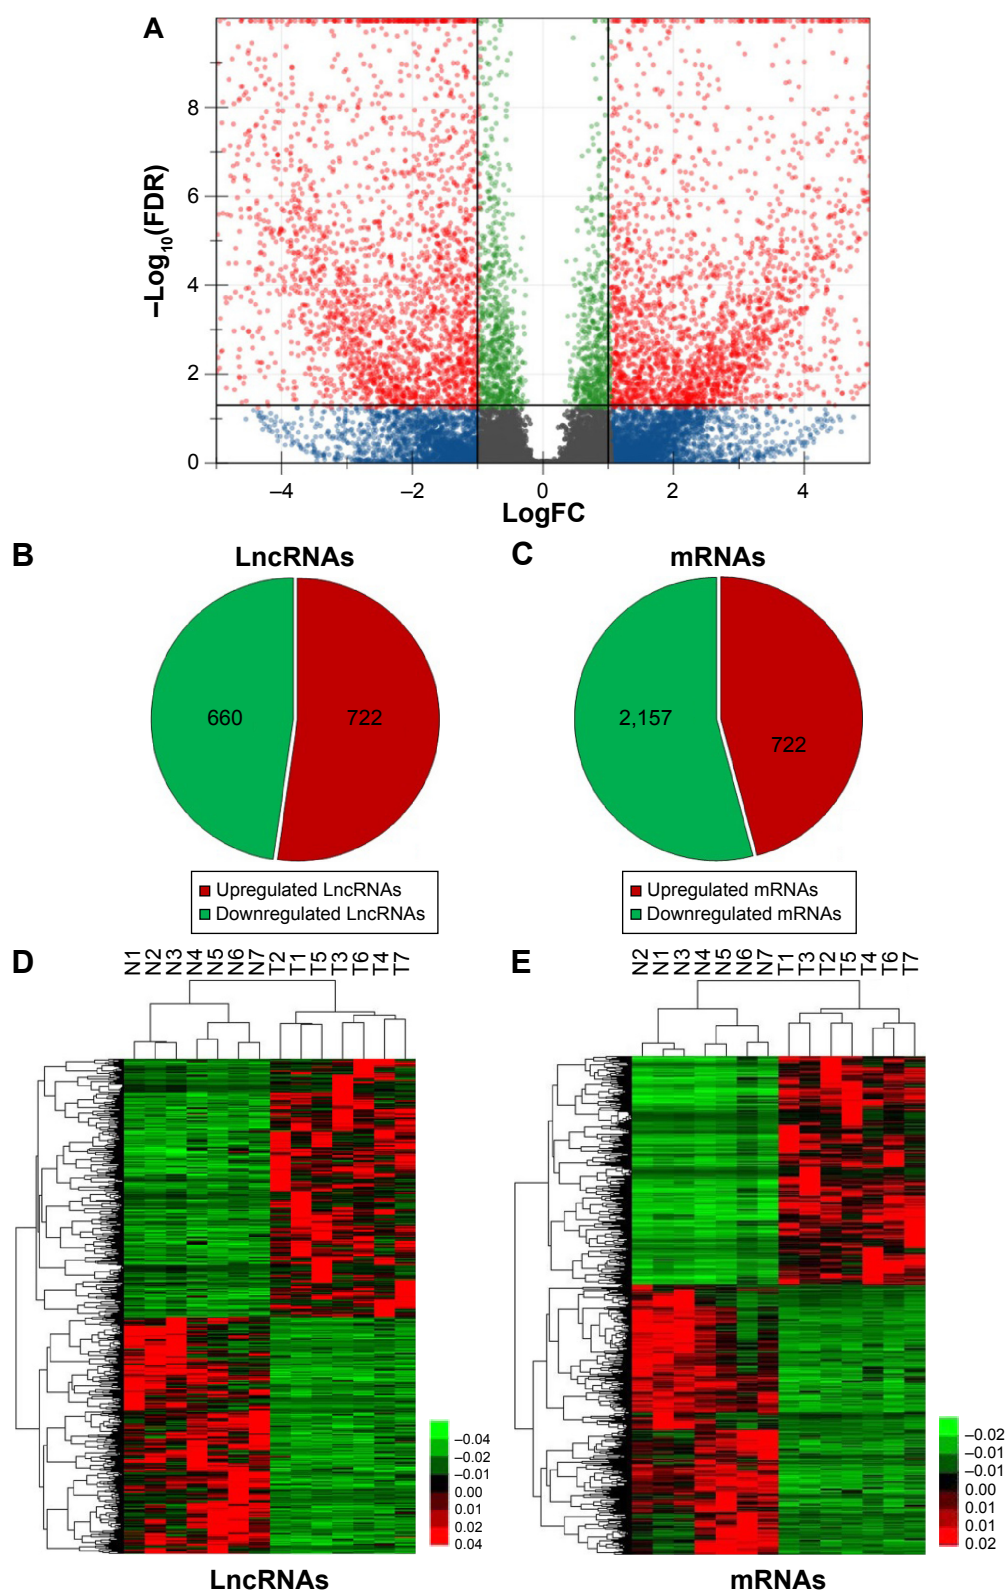 A
8
6
4
2
0
–Log10(FDR)
–4 –2 0 2 4
LogFC
B LncRNAs
660 722
Upregulated LncRNAs
Downregulated LncRNAs
C mRNAs
2,157 722
Upregulated mRNAs
Downregulated mRNAs
D N1 N2 N3 N4 N5 N6 N7 T2 T1 T5 T3 T6 T4 T7
–0.04
–0.02
–0.01
0.00
0.01
0.02
0.04
LncRNAs
E N2 N1 N3 N4 N5 N6 N7 T1 T3 T2 T5 T4 T6 T7
–0.02
–0.01
–0.01
0.00
0.01
0.01
0.02
mRNAs